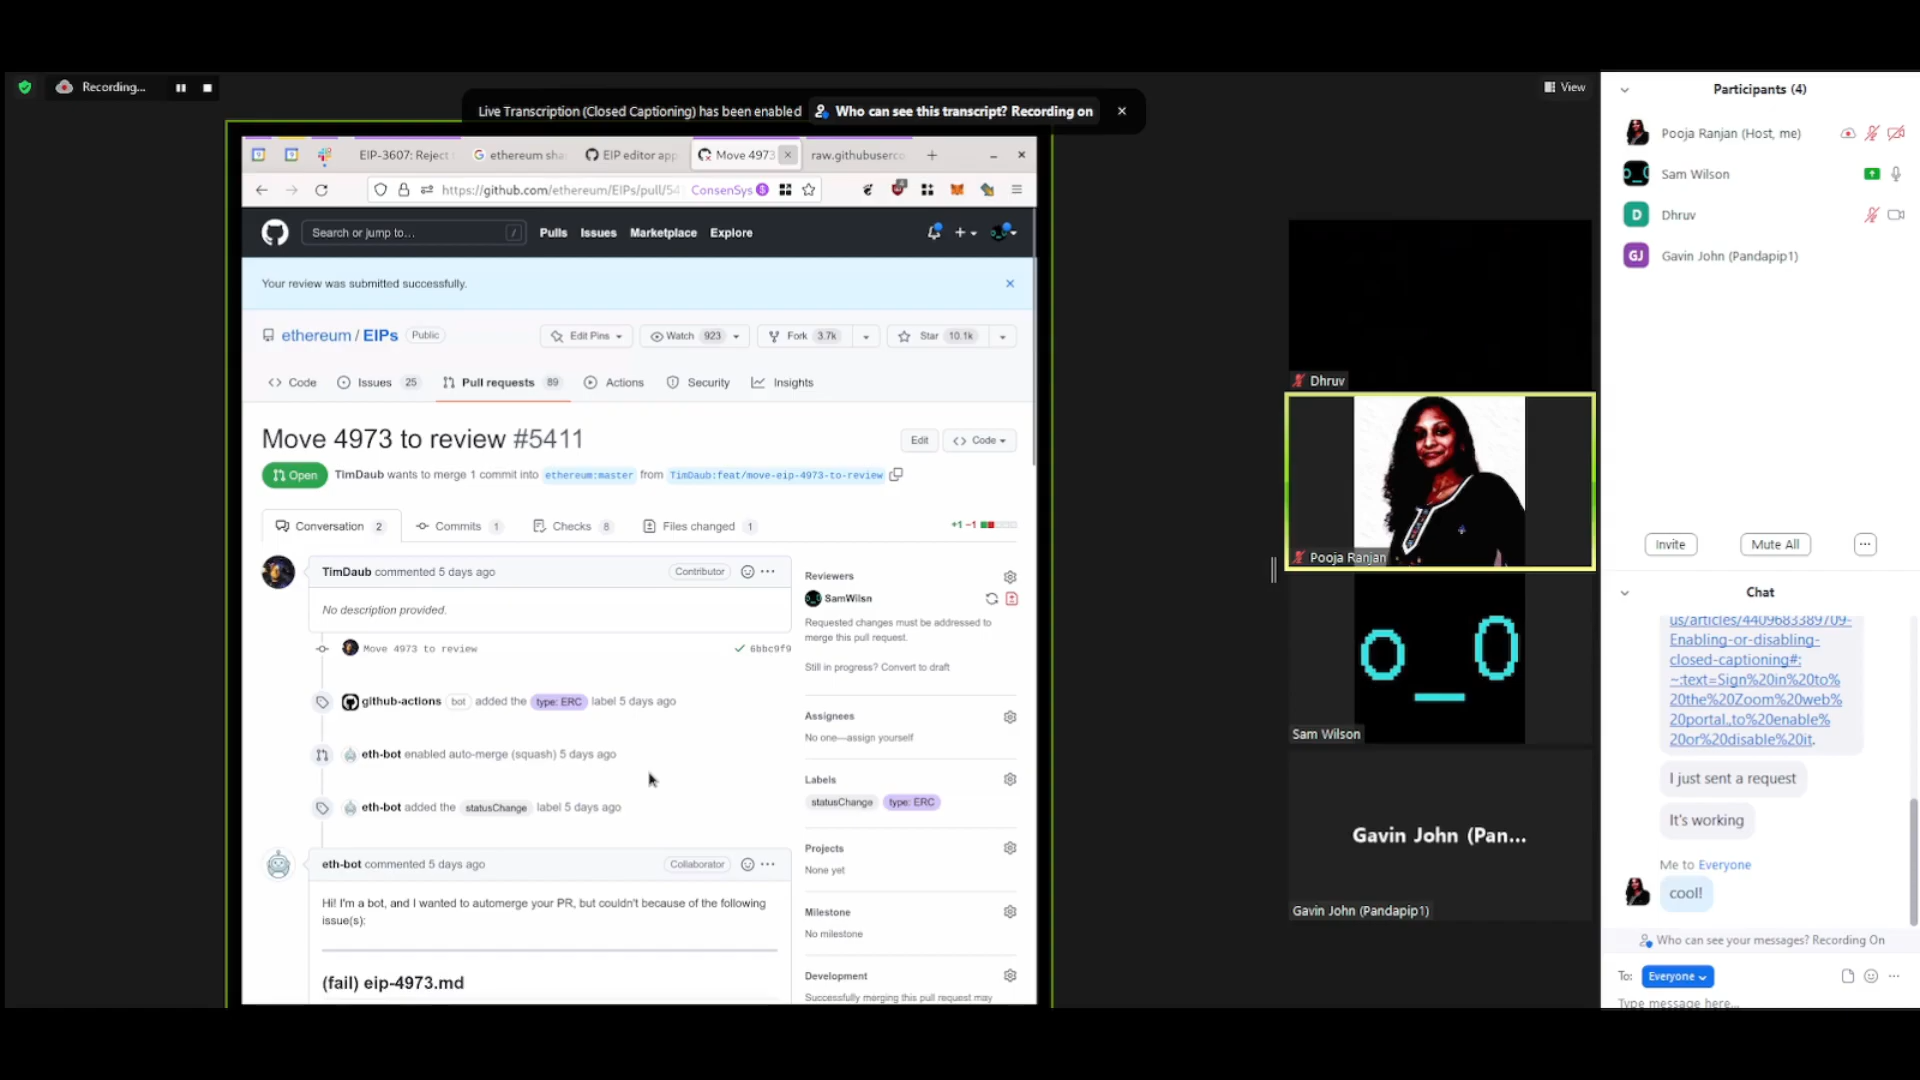 Recording...
View
Live Transcription (Closed Captioning) has been enabled
Who can see this transcript? Recording on
EIP-3607: Reject
ethereum sha
EIP editor app
Move 4973
raw.githubuserco
https://github.com/ethereum/EIPs/pull/54
ConsenSys
Search or jump to...
/
Pulls
Issues
Marketplace
Explore
Your review was submitted successfully.
ethereum / EIPs
Public
Edit Pins
Watch 923
Fork 3.7k
Star 10.1k
Code
Issues 25
Pull requests 89
Actions
Security
Insights
Move 4973 to review #5411
Edit
Code
Open
TimDaub wants to merge 1 commit into ethereum:master from TimDaub:feat/move-eip-4973-to-review
Conversation 2
Commits 1
Checks 8
Files changed 1
+1 −1
TimDaub commented 5 days ago
Contributor
No description provided.
Move 4973 to review
6bbc9f9
github-actions bot added the type: ERC label 5 days ago
eth-bot enabled auto-merge (squash) 5 days ago
eth-bot added the statusChange label 5 days ago
eth-bot commented 5 days ago
Collaborator
Hi! I'm a bot, and I wanted to automerge your PR, but couldn't because of the following
issue(s):
(fail) eip-4973.md
Reviewers
SamWilsn
Requested changes must be addressed to
merge this pull request.
Still in progress? Convert to draft
Assignees
No one—assign yourself
Labels
statusChange
type: ERC
Projects
None yet
Milestone
No milestone
Development
Successfully merging this pull request may
Dhruv
Pooja Ranjan
Sam Wilson
Gavin John (Pan...
Gavin John (Pandapip1)
Participants (4)
Pooja Ranjan (Host, me)
Sam Wilson
D
Dhruv
GJ
Gavin John (Pandapip1)
Invite
Mute All
Chat
us/articles/4409683389709-
Enabling-or-disabling-
closed-captioning#:
~:text=Sign%20in%20to%
20the%20Zoom%20web%
20portal.,to%20enable%
20or%20disable%20it.
I just sent a request
It's working
Me to Everyone
cool!
Who can see your messages? Recording On
To: Everyone
Type message here...